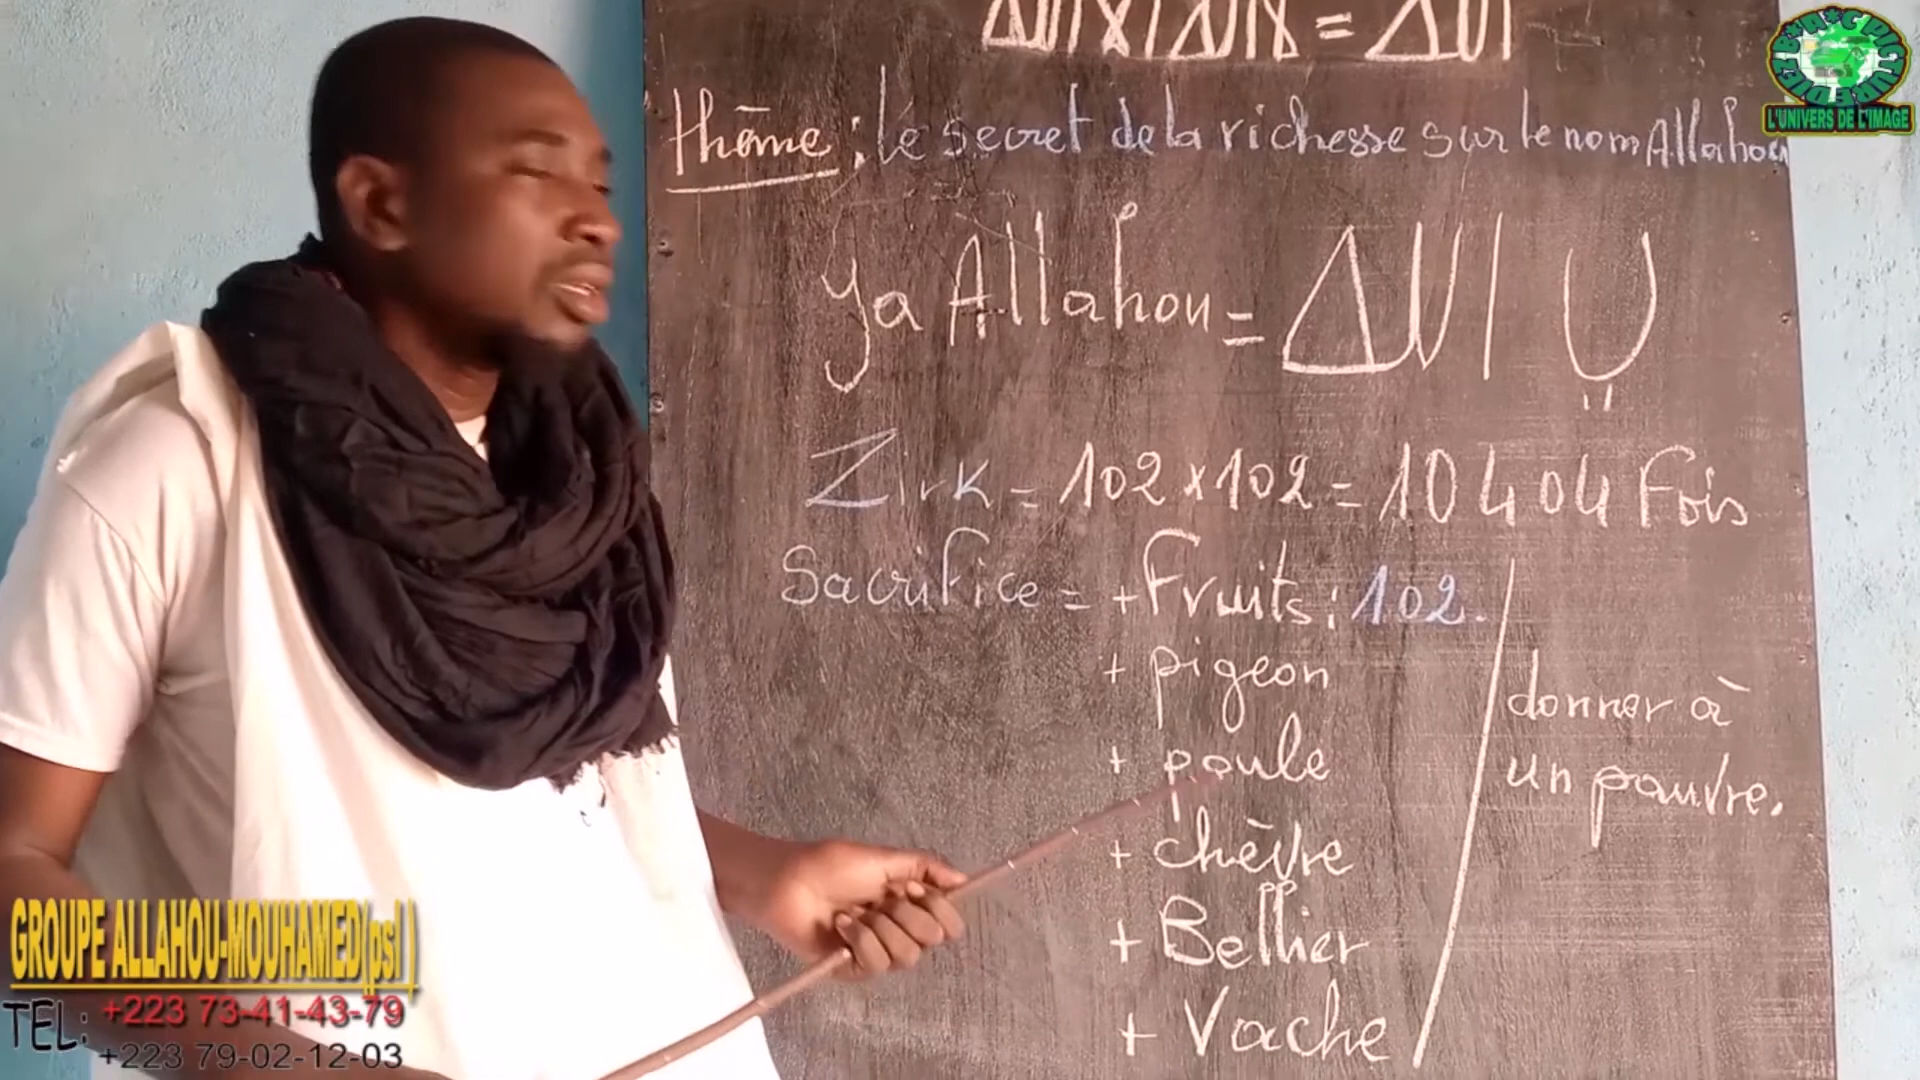 thème : le secret de la richesse sur le nom Allahou
ya Allahou =
Zirk = 102 x 102 = 10404 Fois
Sacrifice = + Fruits : 102.
+ pigeon
+ poule
+ chèvre
+ Bellier
+ Vache
donner à
un pauvre.
L'UNIVERS DE L'IMAGE
GROUPE ALLAHOU-MOUHAMED(psl)
TEL: +223 73-41-43-79
+223 79-02-12-03